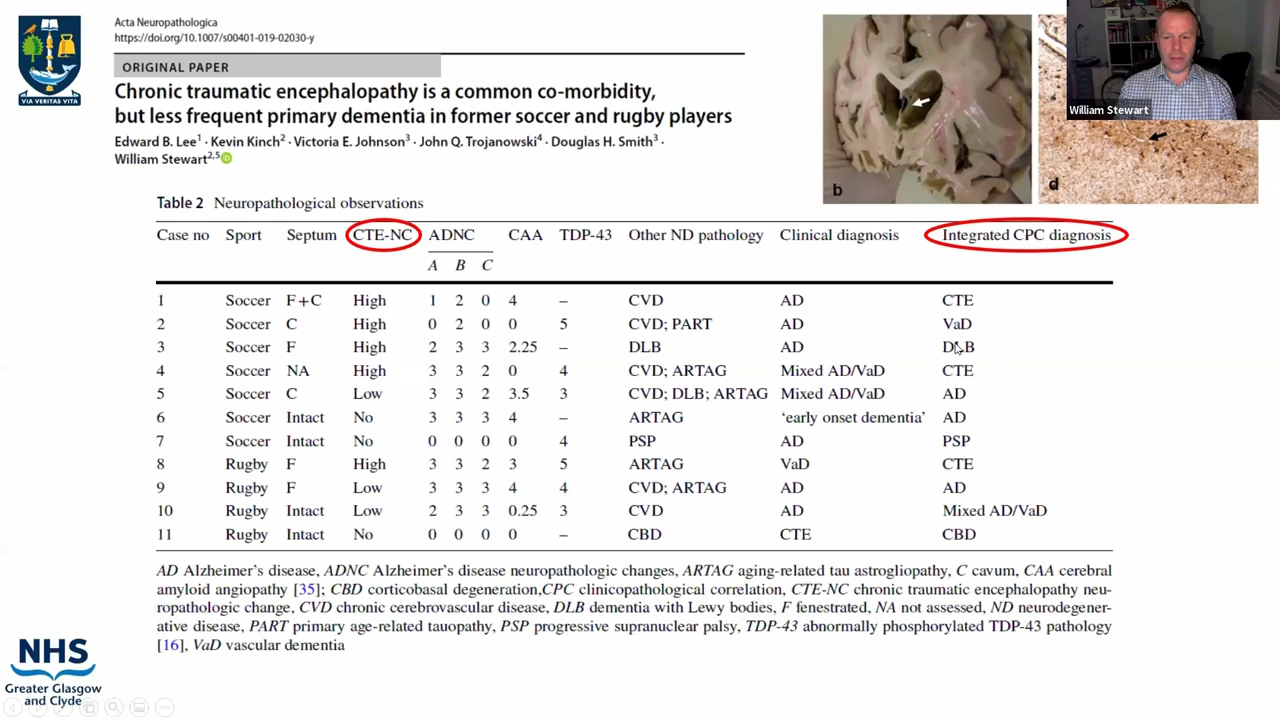 Acta Neuropathologica
https://doi.org/10.1007/s00401-019-02030-y
ORIGINAL PAPER
Chronic traumatic encephalopathy is a common co-morbidity,
but less frequent primary dementia in former soccer and rugby players
Edward B. Lee1 · Kevin Kinch2 · Victoria E. Johnson3 · John Q. Trojanowski4 · Douglas H. Smith3 ·
William Stewart2,5
VIA VERITAS VITA
b
d
William Stewart
Table 2 Neuropathological observations
Case no Sport Septum CTE-NC ADNC CAA TDP-43 Other ND pathology Clinical diagnosis Integrated CPC diagnosis
A B C
1 Soccer F+C High 1 2 0 4 – CVD AD CTE
2 Soccer C High 0 2 0 0 5 CVD; PART AD VaD
3 Soccer F High 2 3 3 2.25 – DLB AD DLB
4 Soccer NA High 3 3 2 0 4 CVD; ARTAG Mixed AD/VaD CTE
5 Soccer C Low 3 3 2 3.5 3 CVD; DLB; ARTAG Mixed AD/VaD AD
6 Soccer Intact No 3 3 3 4 – ARTAG ‘early onset dementia’ AD
7 Soccer Intact No 0 0 0 0 4 PSP AD PSP
8 Rugby F High 3 3 2 3 5 ARTAG VaD CTE
9 Rugby F Low 3 3 3 4 4 CVD; ARTAG AD AD
10 Rugby Intact Low 2 3 3 0.25 3 CVD AD Mixed AD/VaD
11 Rugby Intact No 0 0 0 0 – CBD CTE CBD
AD Alzheimer’s disease, ADNC Alzheimer’s disease neuropathologic changes, ARTAG aging-related tau astrogliopathy, C cavum, CAA cerebral
amyloid angiopathy [35]; CBD corticobasal degeneration,CPC clinicopathological correlation, CTE-NC chronic traumatic encephalopathy neu-
ropathologic change, CVD chronic cerebrovascular disease, DLB dementia with Lewy bodies, F fenestrated, NA not assessed, ND neurodegener-
ative disease, PART primary age-related tauopathy, PSP progressive supranuclear palsy, TDP-43 abnormally phosphorylated TDP-43 pathology
[16], VaD vascular dementia
NHS
Greater Glasgow
and Clyde